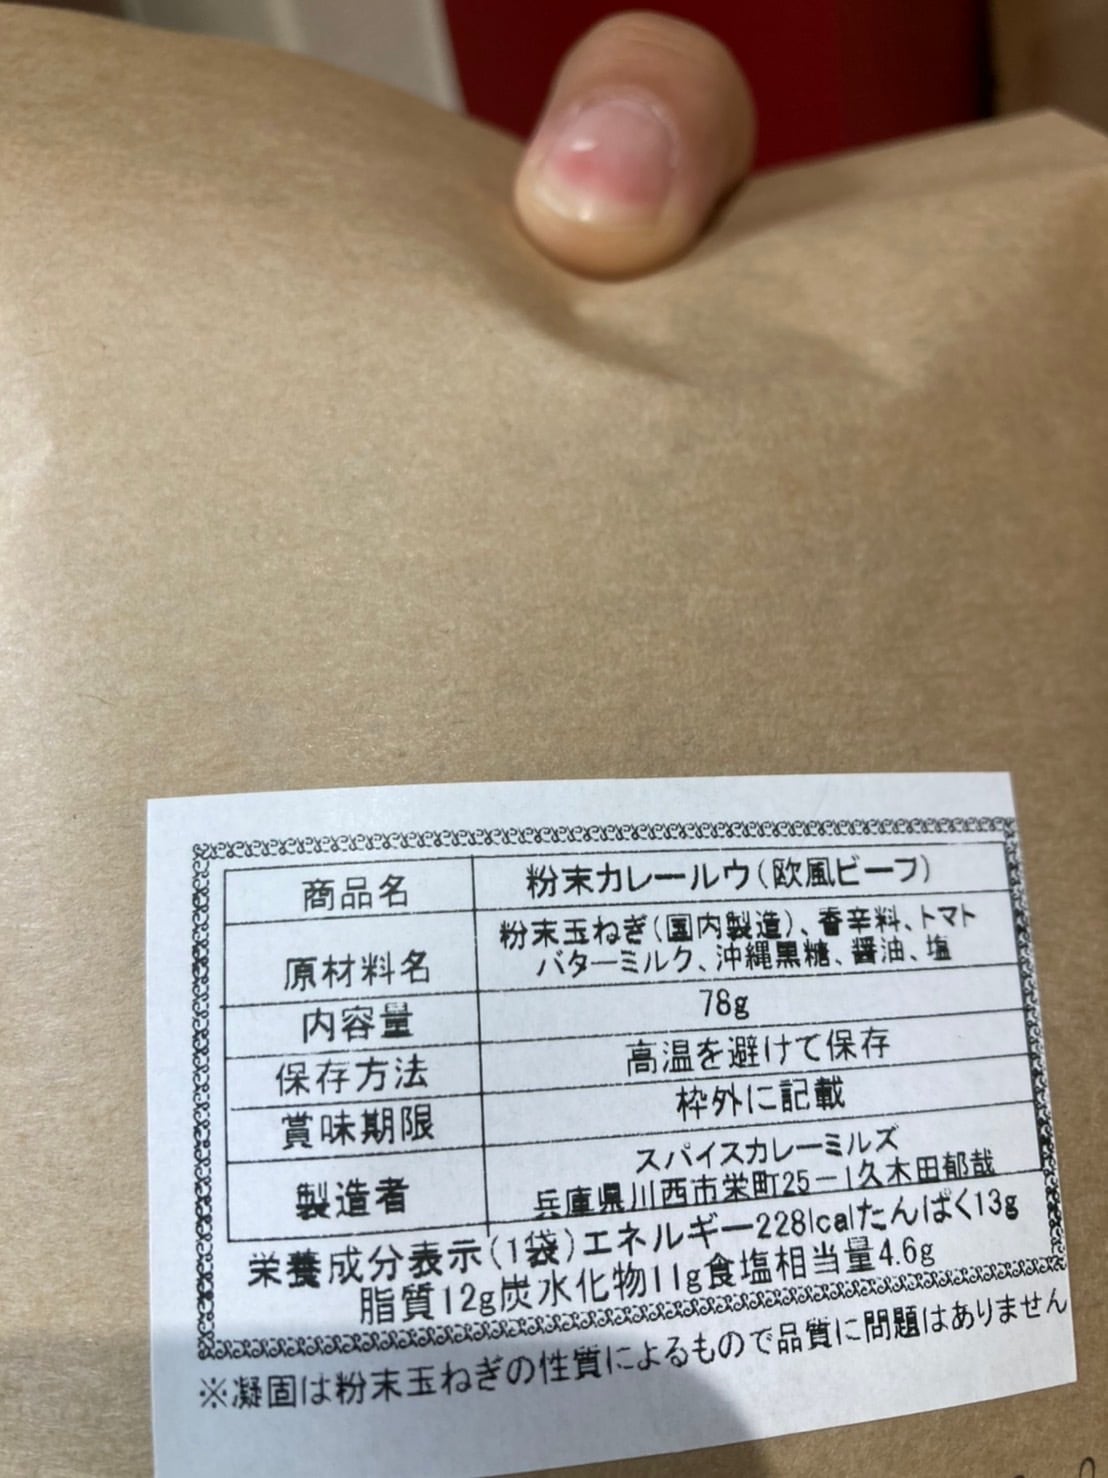 商品名 粉末カレールウ(欧風ビーフ)
原材料名 粉末玉ねぎ(国内製造)、香辛料、トマト
バターミルク、沖縄黒糖、醤油、塩
内容量 78g
保存方法 高温を避けて保存
賞味期限 枠外に記載
製造者 スパイスカレーミルズ
兵庫県川西市栄町25-1久木田郁哉
栄養成分表示(1袋)エネルギー228lcalたんぱく13g
脂質12g炭水化物11g食塩相当量4.6g
※凝固は粉末玉ねぎの性質によるもので品質に問題はありません